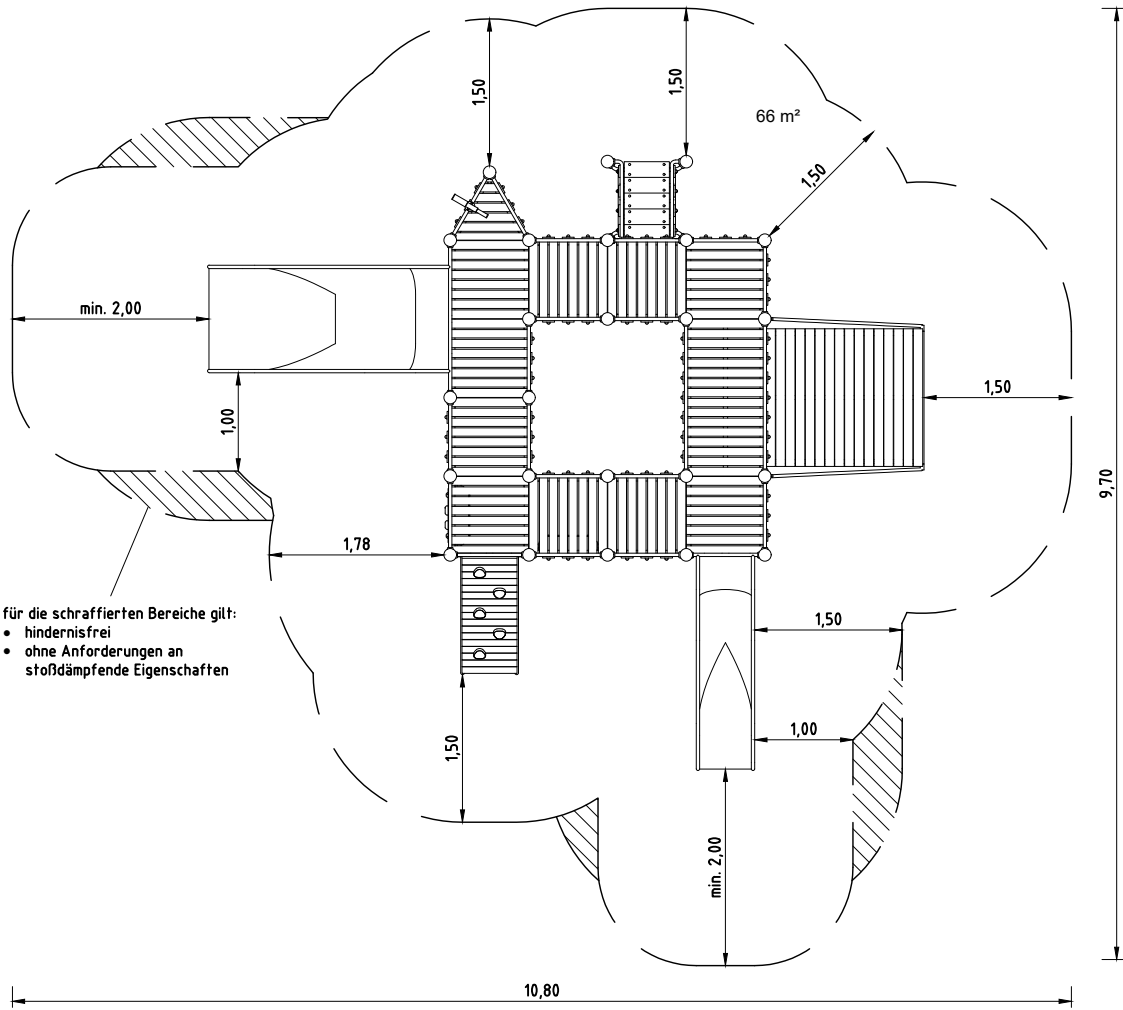 1,50
1,50
66 m²
1,50
min. 2,00
1,50
1,00
9,70
1,78
für die schraffierten Bereiche gilt:
• hindernisfrei
• ohne Anforderungen an
stoßdämpfende Eigenschaften
1,50
1,00
1,50
min. 2,00
10,80